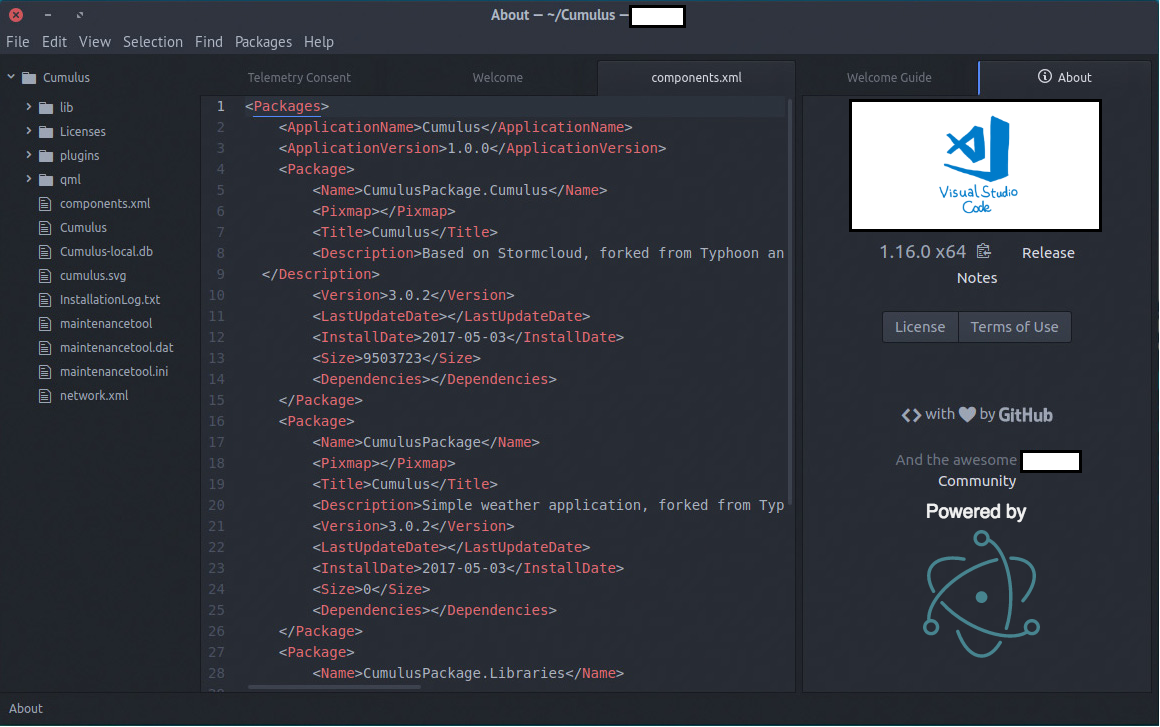 About — ~/Cumulus —
File Edit View Selection Find Packages Help
Cumulus
lib
Licenses
plugins
qml
components.xml
Cumulus
Cumulus-local.db
cumulus.svg
InstallationLog.txt
maintenancetool
maintenancetool.dat
maintenancetool.ini
network.xml
Telemetry Consent Welcome components.xml
1 <Packages>
2 <ApplicationName>Cumulus</ApplicationName>
3 <ApplicationVersion>1.0.0</ApplicationVersion>
4 <Package>
5 <Name>CumulusPackage.Cumulus</Name>
6 <Pixmap></Pixmap>
7 <Title>Cumulus</Title>
8 <Description>Based on Stormcloud, forked from Typhoon an
9 </Description>
10 <Version>3.0.2</Version>
11 <LastUpdateDate></LastUpdateDate>
12 <InstallDate>2017-05-03</InstallDate>
13 <Size>9503723</Size>
14 <Dependencies></Dependencies>
15 </Package>
16 <Package>
17 <Name>CumulusPackage</Name>
18 <Pixmap></Pixmap>
19 <Title>Cumulus</Title>
20 <Description>Simple weather application, forked from Typ
21 <Version>3.0.2</Version>
22 <LastUpdateDate></LastUpdateDate>
23 <InstallDate>2017-05-03</InstallDate>
24 <Size>0</Size>
25 <Dependencies></Dependencies>
26 </Package>
27 <Package>
28 <Name>CumulusPackage.Libraries</Name>
Welcome Guide About
Visual Studio
Code
1.16.0 x64 Release
Notes
License Terms of Use
<> with by GitHub
And the awesome
Community
Powered by
About